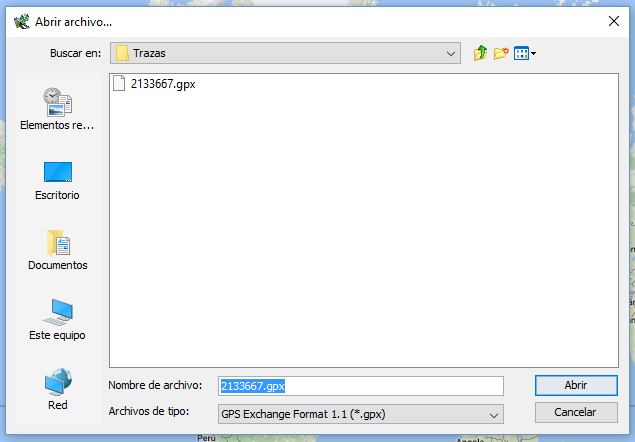 Abrir archivo...
Buscar en:
Trazas
2133667.gpx
Elementos re...
Escritorio
Documentos
Este equipo
Red
Nombre de archivo:
2133667.gpx
Abrir
Archivos de tipo:
GPS Exchange Format 1.1 (*.gpx)
Cancelar
Perú
Angola